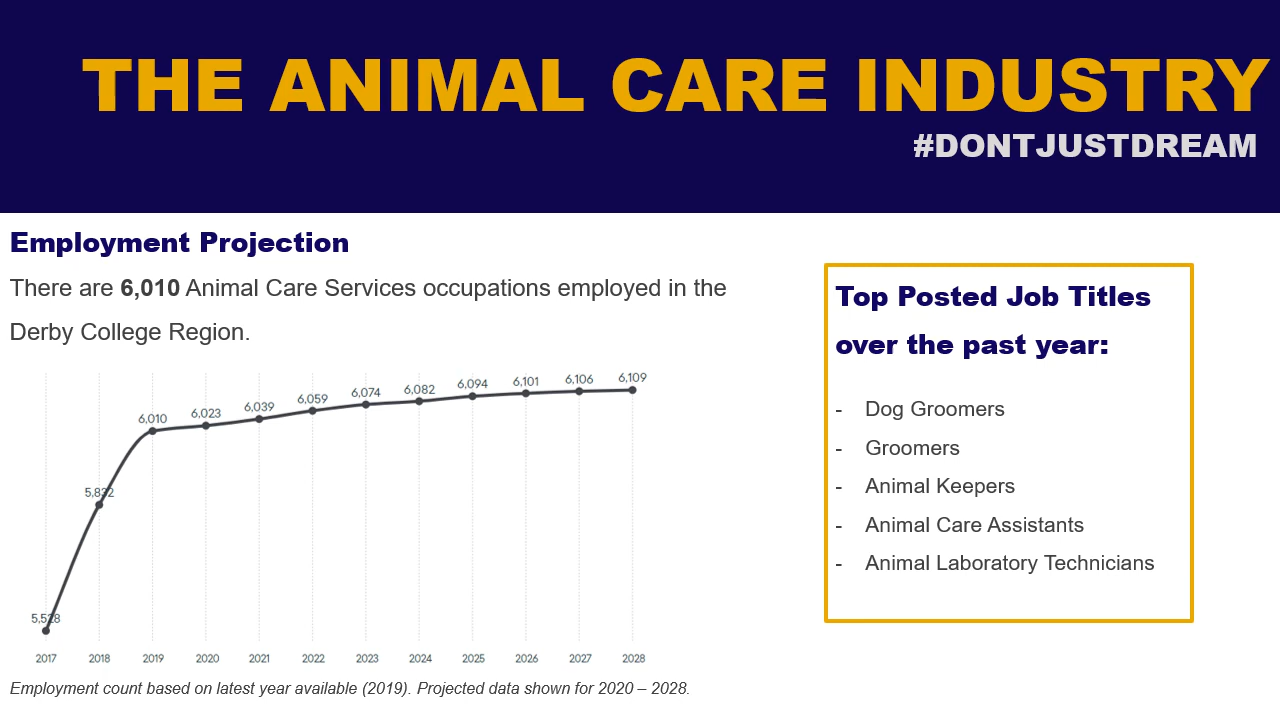 THE ANIMAL CARE INDUSTRY
#DONTJUSTDREAM
Employment Projection
There are 6,010 Animal Care Services occupations employed in the
Derby College Region.
Top Posted Job Titles
over the past year:
- Dog Groomers
- Groomers
- Animal Keepers
- Animal Care Assistants
- Animal Laboratory Technicians
5,528
5,832
6,010
6,023
6,039
6,059
6,074
6,082
6,094
6,101
6,106
6,109
2017 2018 2019 2020 2021 2022 2023 2024 2025 2026 2027 2028
Employment count based on latest year available (2019). Projected data shown for 2020 – 2028.